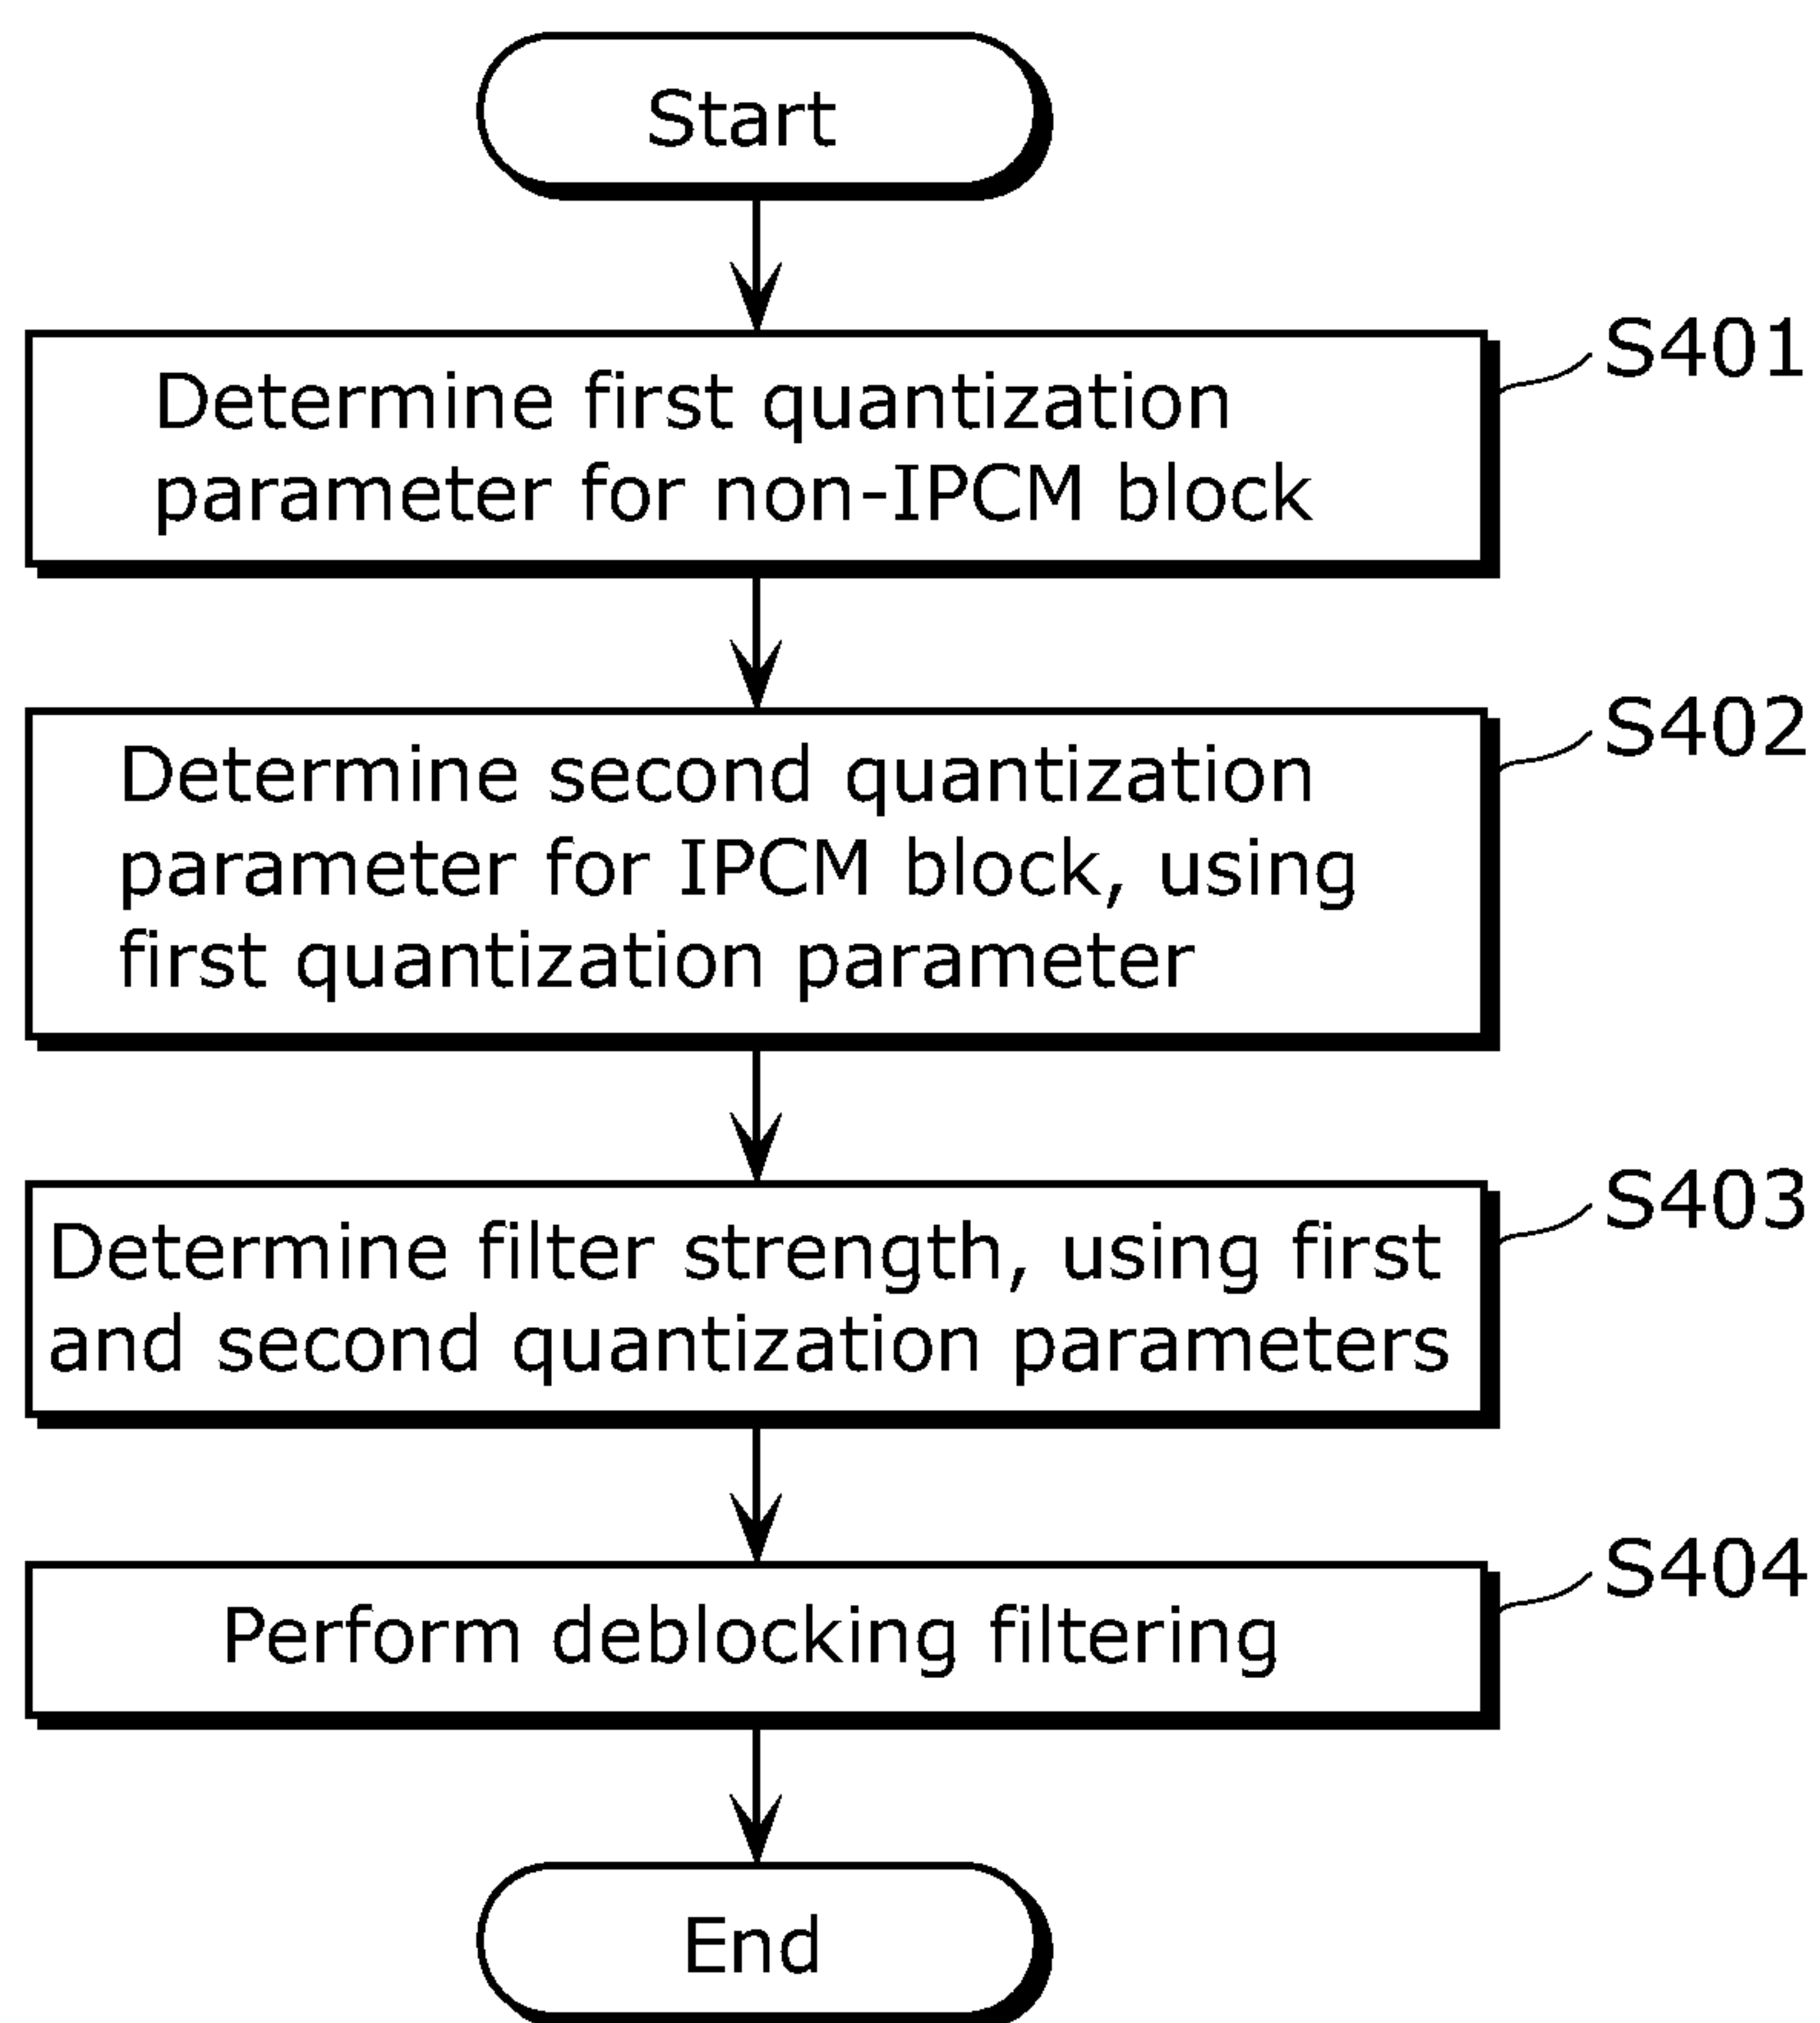 Start
Determine first quantization
parameter for non-IPCM block
S401
Determine second quantization
parameter for IPCM block, using
first quantization parameter
S402
Determine filter strength, using first
and second quantization parameters
S403
Perform deblocking filtering
S404
End